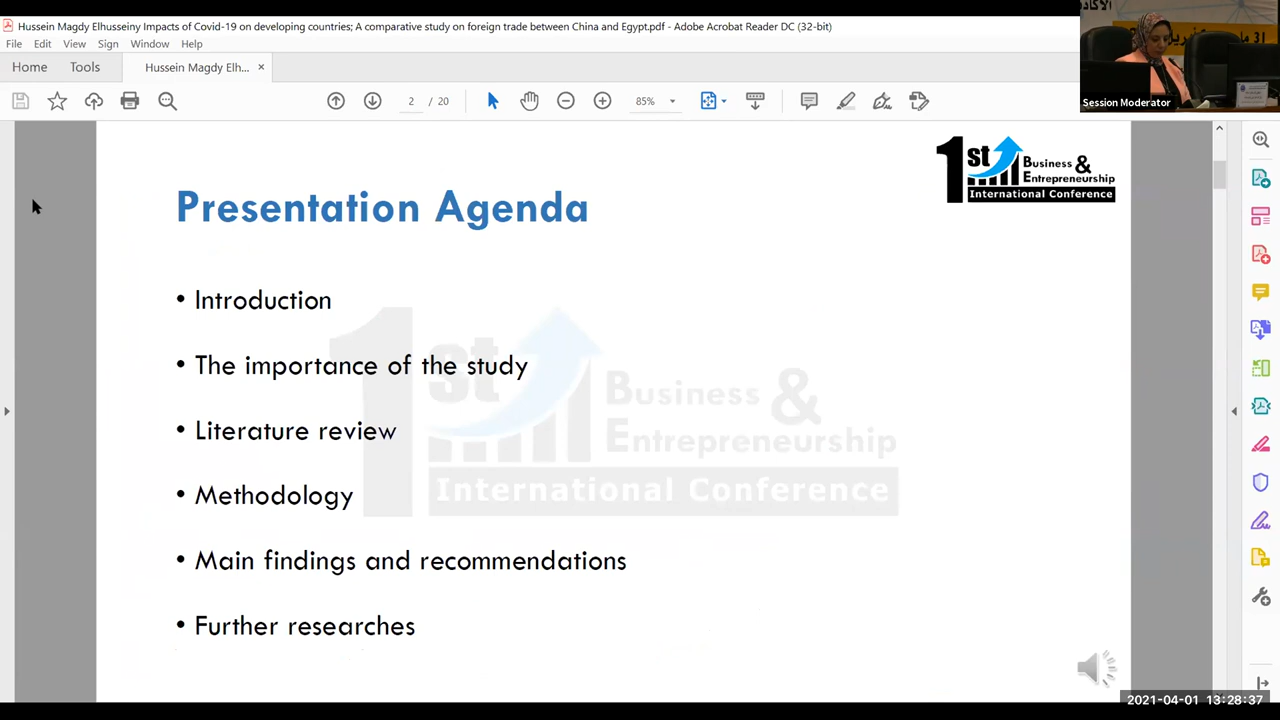 Hussein Magdy Elhusseiny Impacts of Covid-19 on developing countries; A comparative study on foreign trade between China and Egypt.pdf - Adobe Acrobat Reader DC (32-bit)
File Edit View Sign Window Help
Home Tools Hussein Magdy Elh... ×
2 / 20 85%
Session Moderator
1st Business & Entrepreneurship
International Conference
Presentation Agenda
• Introduction
• The importance of the study
• Literature review
• Methodology
• Main findings and recommendations
• Further researches
1st Business & Entrepreneurship
International Conference
2021-04-01 13:28:37